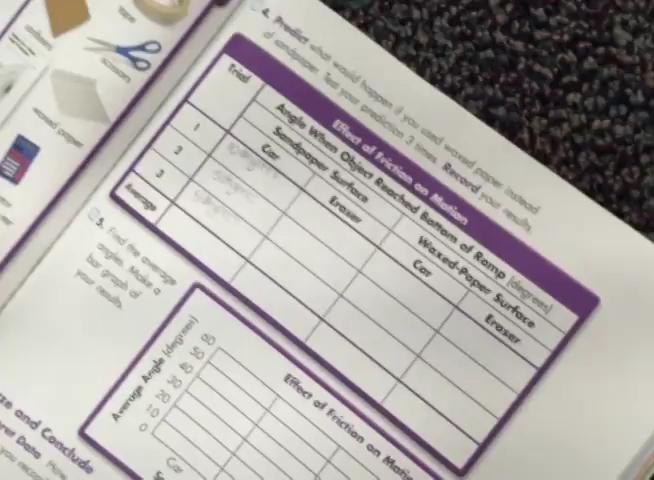 tape
scissors
waxed paper
4. Predict what would happen if you used waxed paper instead
of sandpaper. Test your prediction 3 times. Record your results.
Effect of Friction on Motion
Trial
Angle When Object Reached Bottom of Ramp (degrees)
Sandpaper Surface
Waxed-Paper Surface
Car
Eraser
Car
Eraser
1
2
3
Average
5. Find the average
angles. Make a
bar graph of
your results.
Effect of Friction on Motion
Average Angle (degrees)
50
40
30
20
10
0
Car
ze and Conclude